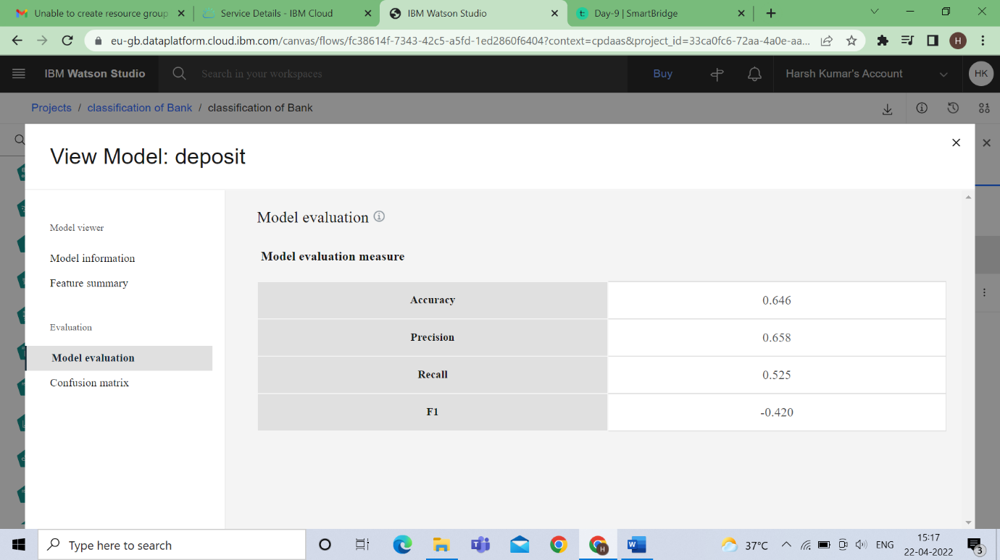 Unable to create resource group
Service Details - IBM Cloud
IBM Watson Studio
t: Day-9 | SmartBridge
eu-gb.dataplatform.cloud.ibm.com/canvas/flows/fc38614f-7343-42c5-a5fd-1ed2860f6404?context=cpdaas&project_id=33ca0fc6-72aa-4a0e-aa...
H
IBM Watson Studio
Search in your workspaces
Buy
Harsh Kumar's Account
HK
Projects / classification of Bank / classification of Bank
View Model: deposit
Model viewer
Model information
Feature summary
Evaluation
Model evaluation
Confusion matrix
Model evaluation
Model evaluation measure
Accuracy 0.646
Precision 0.658
Recall 0.525
F1 -0.420
Type here to search
H
W
37°C
ENG
15:17
22-04-2022
3